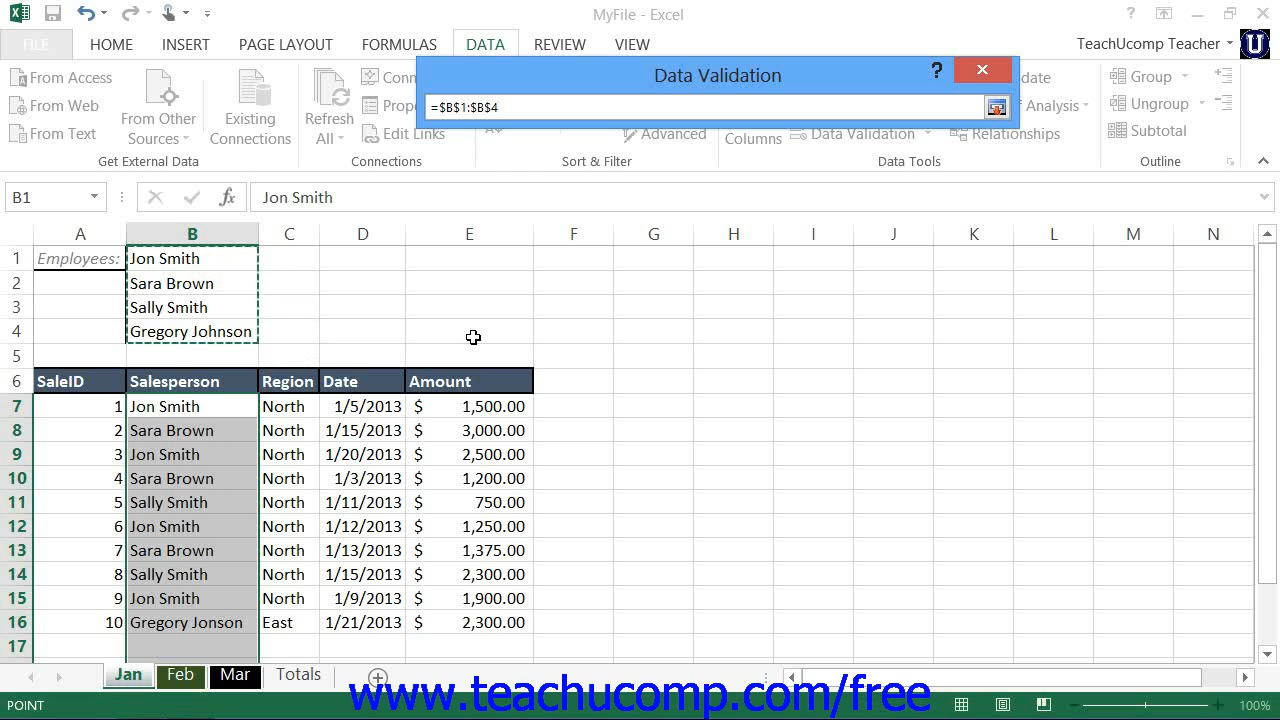 MyFile - Excel
FILE HOME INSERT PAGE LAYOUT FORMULAS DATA REVIEW VIEW TeachUcomp Teacher
Data Validation
=$B$1:$B$4
From Access
From Web
From Text
From Other Sources
Existing Connections
Get External Data
Refresh All
Edit Links
Connections
Advanced
Sort & Filter
Columns
Data Validation
Analysis
Relationships
Data Tools
Group
Ungroup
Subtotal
Outline
B1 fx Jon Smith
A B C D E F G H I J K L M N
1 Employees: Jon Smith
2 Sara Brown
3 Sally Smith
4 Gregory Johnson
5
6 SaleID Salesperson Region Date Amount
7 1 Jon Smith North 1/5/2013 $ 1,500.00
8 2 Sara Brown North 1/15/2013 $ 3,000.00
9 3 Jon Smith North 1/20/2013 $ 2,500.00
10 4 Sara Brown North 1/3/2013 $ 1,200.00
11 5 Sally Smith North 1/11/2013 $ 750.00
12 6 Jon Smith North 1/12/2013 $ 1,250.00
13 7 Sara Brown North 1/13/2013 $ 1,375.00
14 8 Sally Smith North 1/15/2013 $ 2,300.00
15 9 Jon Smith North 1/9/2013 $ 1,900.00
16 10 Gregory Jonson East 1/21/2013 $ 2,300.00
17
Jan Feb Mar Totals
www.teachucomp.com/free
POINT 100%